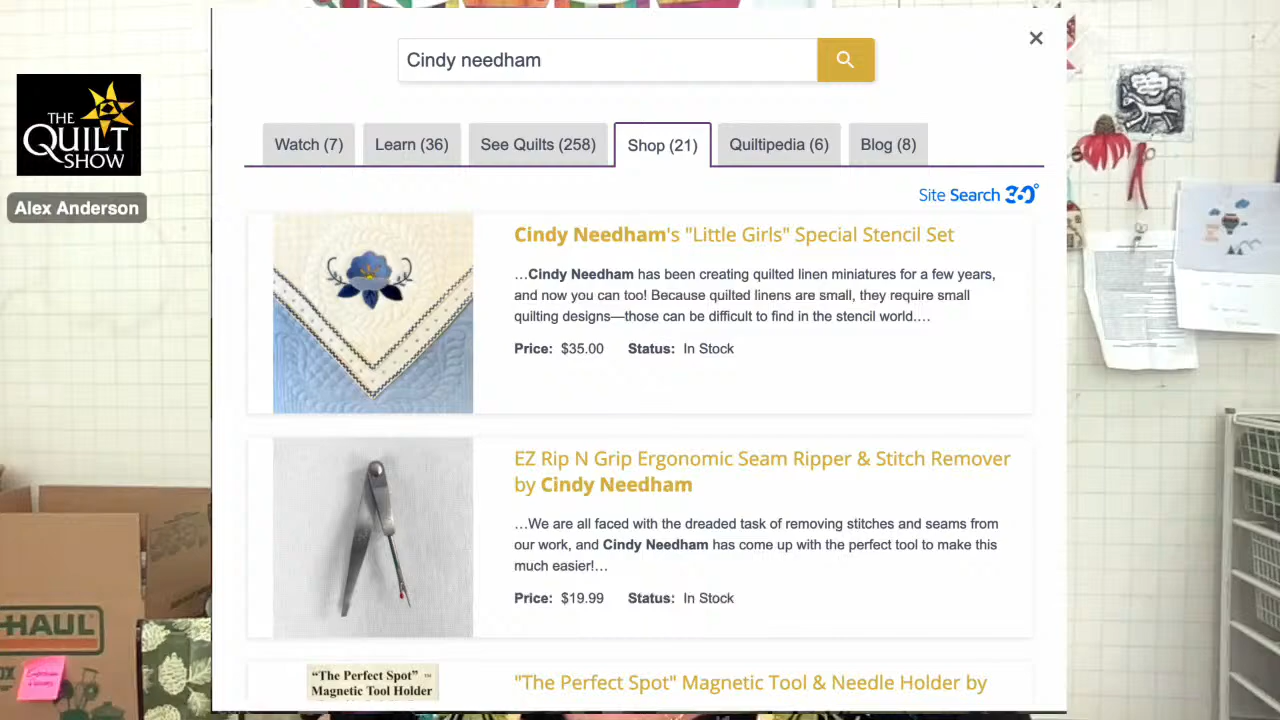 Cindy needham
THE
QUILT
SHOW
Alex Anderson
Watch (7)
Learn (36)
See Quilts (258)
Shop (21)
Quiltipedia (6)
Blog (8)
Site Search 360°
Cindy Needham's "Little Girls" Special Stencil Set
…Cindy Needham has been creating quilted linen miniatures for a few years,
and now you can too! Because quilted linens are small, they require small
quilting designs—those can be difficult to find in the stencil world.…
Price: $35.00 Status: In Stock
EZ Rip N Grip Ergonomic Seam Ripper & Stitch Remover
by Cindy Needham
…We are all faced with the dreaded task of removing stitches and seams from
our work, and Cindy Needham has come up with the perfect tool to make this
much easier!…
Price: $19.99 Status: In Stock
“The Perfect Spot” ™
Magnetic Tool Holder
"The Perfect Spot" Magnetic Tool & Needle Holder by
HAUL